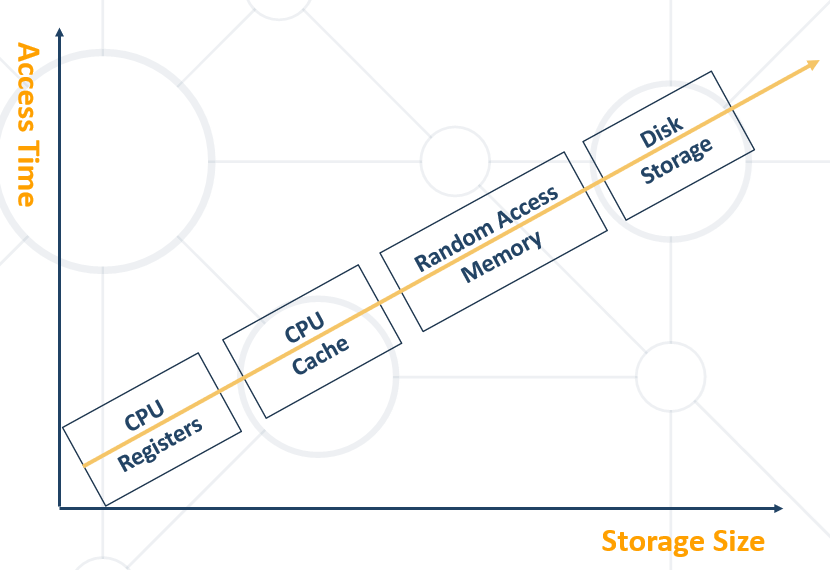 Access Time
Disk
Storage
Random Access
Memory
CPU
Cache
CPU
Registers
Storage Size